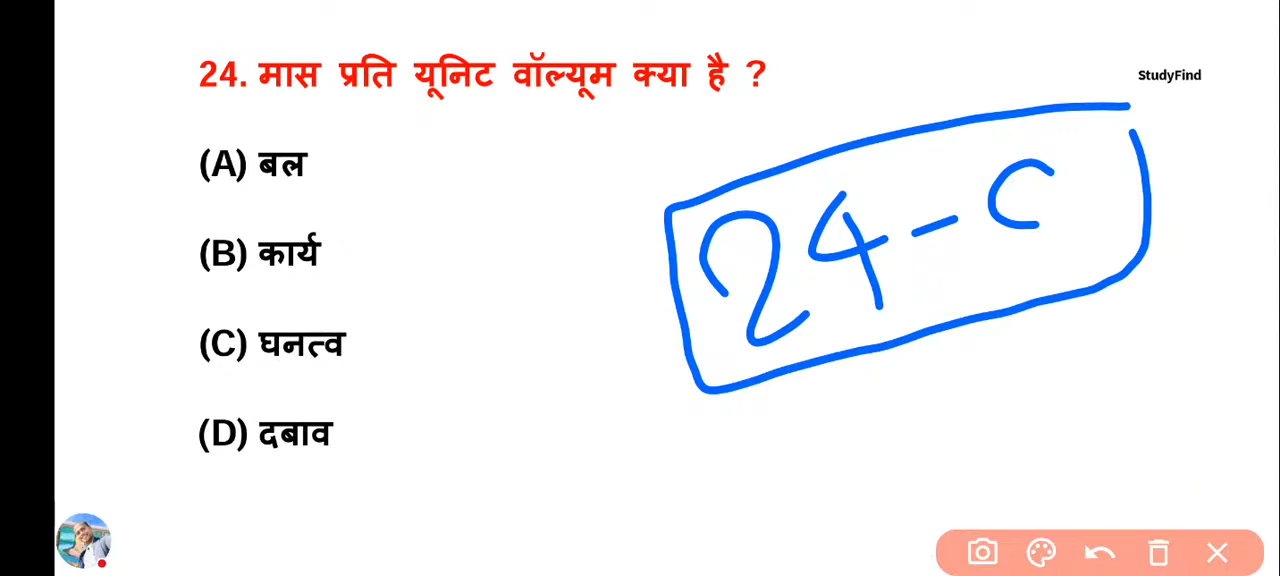 24. मास प्रति यूनिट वॉल्यूम क्या है ?
StudyFind
(A) बल
(B) कार्य
(C) घनत्व
(D) दबाव
24-C